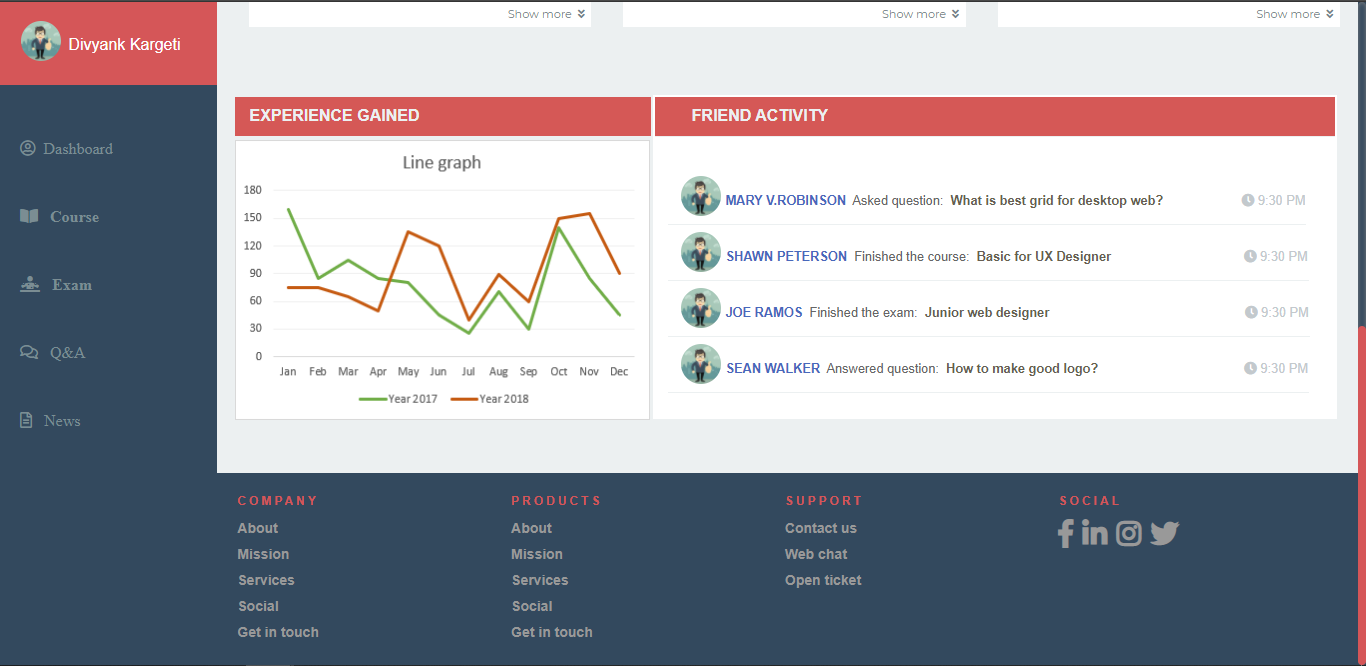 Show more Show more Show more
Divyank Kargeti
Dashboard
Course
Exam
Q&A
News
EXPERIENCE GAINED
Line graph
180
150
120
90
60
30
0
Jan Feb Mar Apr May Jun Jul Aug Sep Oct Nov Dec
Year 2017 Year 2018
FRIEND ACTIVITY
MARY V.ROBINSON Asked question: What is best grid for desktop web? 9:30 PM
SHAWN PETERSON Finished the course: Basic for UX Designer 9:30 PM
JOE RAMOS Finished the exam: Junior web designer 9:30 PM
SEAN WALKER Answered question: How to make good logo? 9:30 PM
COMPANY
About
Mission
Services
Social
Get in touch
PRODUCTS
About
Mission
Services
Social
Get in touch
SUPPORT
Contact us
Web chat
Open ticket
SOCIAL